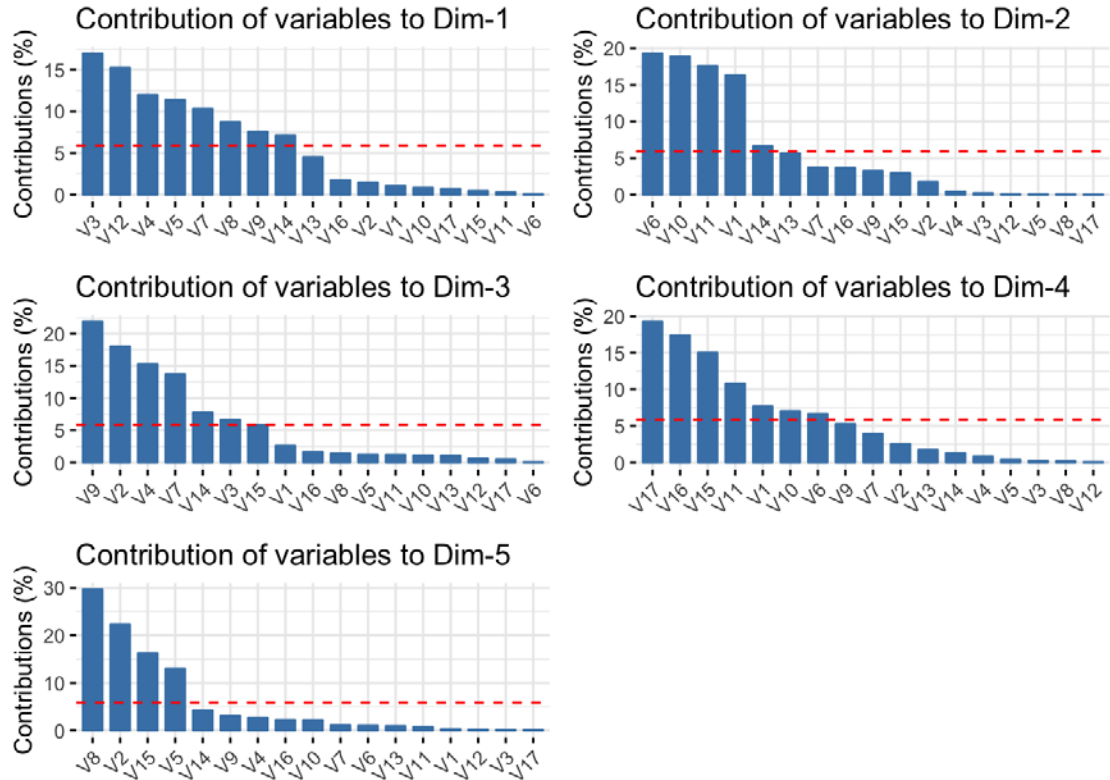 Contribution of variables to Dim-1
Contributions (%)
15
10
5
0
V3 V12 V4 V5 V7 V8 V9 V14 V13 V16 V2 V1 V10 V17 V15 V11 V6
Contribution of variables to Dim-2
Contributions (%)
20
15
10
5
0
V6 V10 V11 V1 V14 V13 V7 V16 V9 V15 V2 V4 V3 V12 V5 V8 V17
Contribution of variables to Dim-3
Contributions (%)
20
15
10
5
0
V9 V2 V4 V7 V14 V3 V15 V1 V16 V8 V5 V11 V10 V13 V12 V17 V6
Contribution of variables to Dim-4
Contributions (%)
20
15
10
5
0
V17 V16 V15 V11 V1 V10 V6 V9 V7 V2 V13 V14 V4 V5 V3 V8 V12
Contribution of variables to Dim-5
Contributions (%)
30
20
10
0
V8 V2 V15 V5 V14 V9 V4 V16 V10 V7 V6 V13 V11 V1 V12 V3 V17